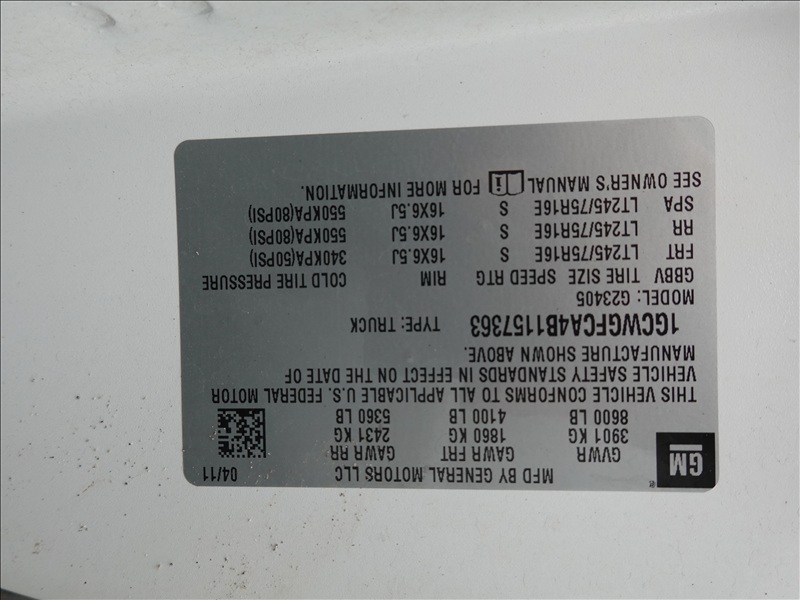 MFD BY GENERAL MOTORS LLC 04/11
GM
GVWR GAWR FRT GAWR RR
3901 KG 1860 KG 2431 KG
8600 LB 4100 LB 5360 LB
THIS VEHICLE CONFORMS TO ALL APPLICABLE U.S. FEDERAL MOTOR
VEHICLE SAFETY STANDARDS IN EFFECT ON THE DATE OF
MANUFACTURE SHOWN ABOVE.
1GCWGFCA4B1157363 TYPE: TRUCK
MODEL: G23405
GBBV TIRE SIZE SPEED RTG RIM COLD TIRE PRESSURE
FRT LT245/75R16E S 16X6.5J 340KPA(50PSI)
RR LT245/75R16E S 16X6.5J 550KPA(80PSI)
SPA LT245/75R16E S 16X6.5J 550KPA(80PSI)
SEE OWNER'S MANUAL i FOR MORE INFORMATION.